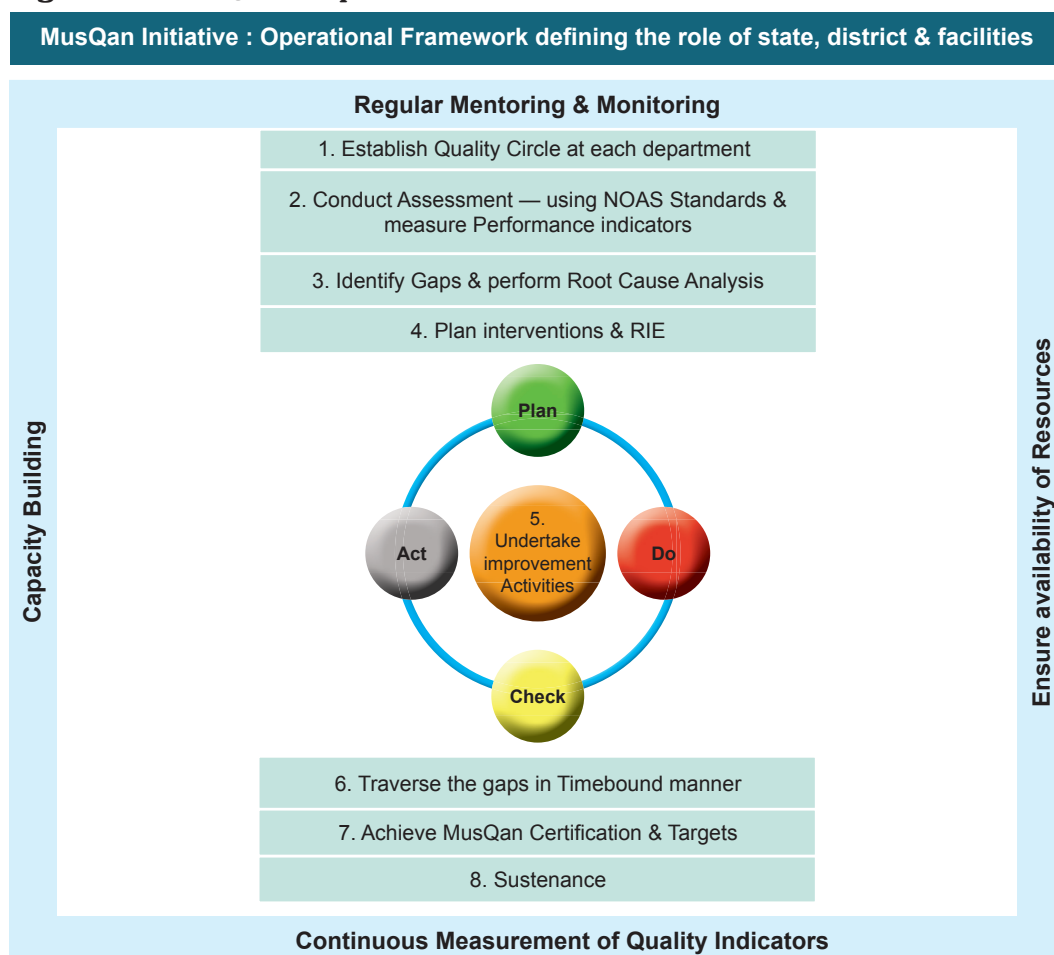 MusQan Initiative : Operational Framework defining the role of state, district & facilities
Regular Mentoring & Monitoring
1. Establish Quality Circle at each department
2. Conduct Assessment — using NOAS Standards &
measure Performance indicators
3. Identify Gaps & perform Root Cause Analysis
4. Plan interventions & RIE
Capacity Building
Plan
Act
5.
Undertake
improvement
Activities
Do
Check
Ensure availability of Resources
6. Traverse the gaps in Timebound manner
7. Achieve MusQan Certification & Targets
8. Sustenance
Continuous Measurement of Quality Indicators